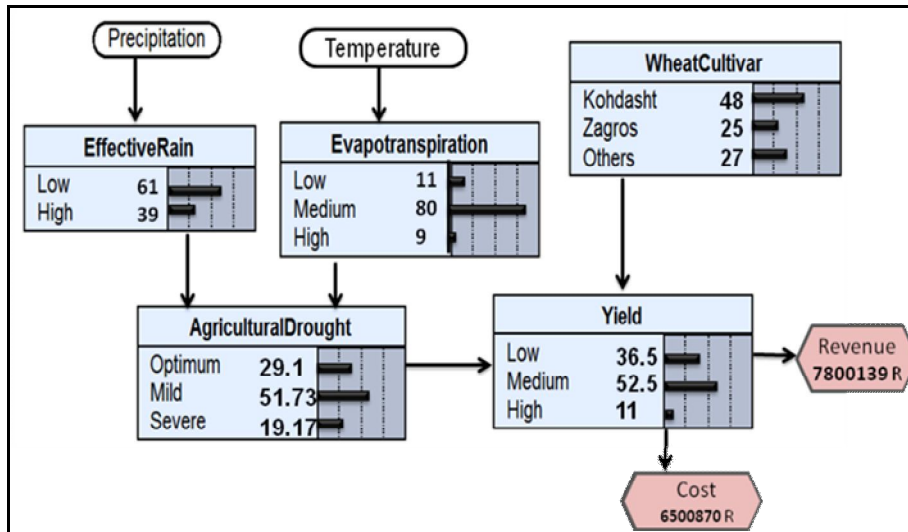 Precipitation
Temperature
WheatCultivar
Kohdasht 48
Zagros 25
Others 27
EffectiveRain
Low 61
High 39
Evapotranspiration
Low 11
Medium 80
High 9
AgriculturalDrought
Optimum 29.1
Mild 51.73
Severe 19.17
Yield
Low 36.5
Medium 52.5
High 11
Revenue
7800139 R
Cost
6500870 R